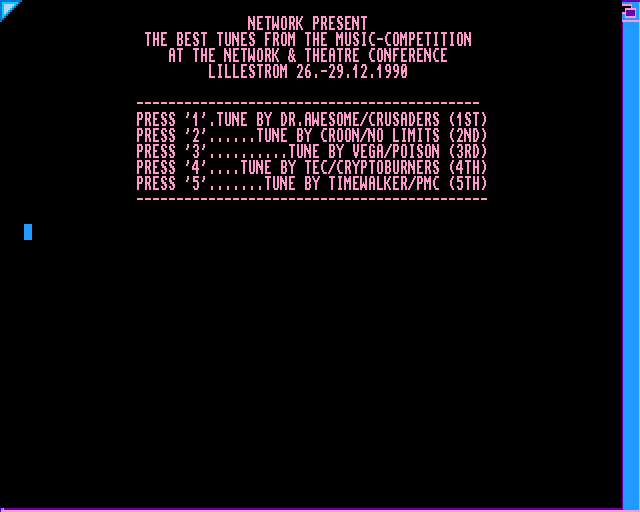 NETWORK PRESENT
THE BEST TUNES FROM THE MUSIC-COMPETITION
AT THE NETWORK & THEATRE CONFERENCE
LILLESTROM 26.-29.12.1990
-------------------------------------------
PRESS '1'.TUNE BY DR.AWESOME/CRUSADERS (1ST)
PRESS '2'......TUNE BY CROON/NO LIMITS (2ND)
PRESS '3'..........TUNE BY VEGA/POISON (3RD)
PRESS '4'....TUNE BY TEC/CRYPTOBURNERS (4TH)
PRESS '5'.......TUNE BY TIMEWALKER/PMC (5TH)
--------------------------------------------